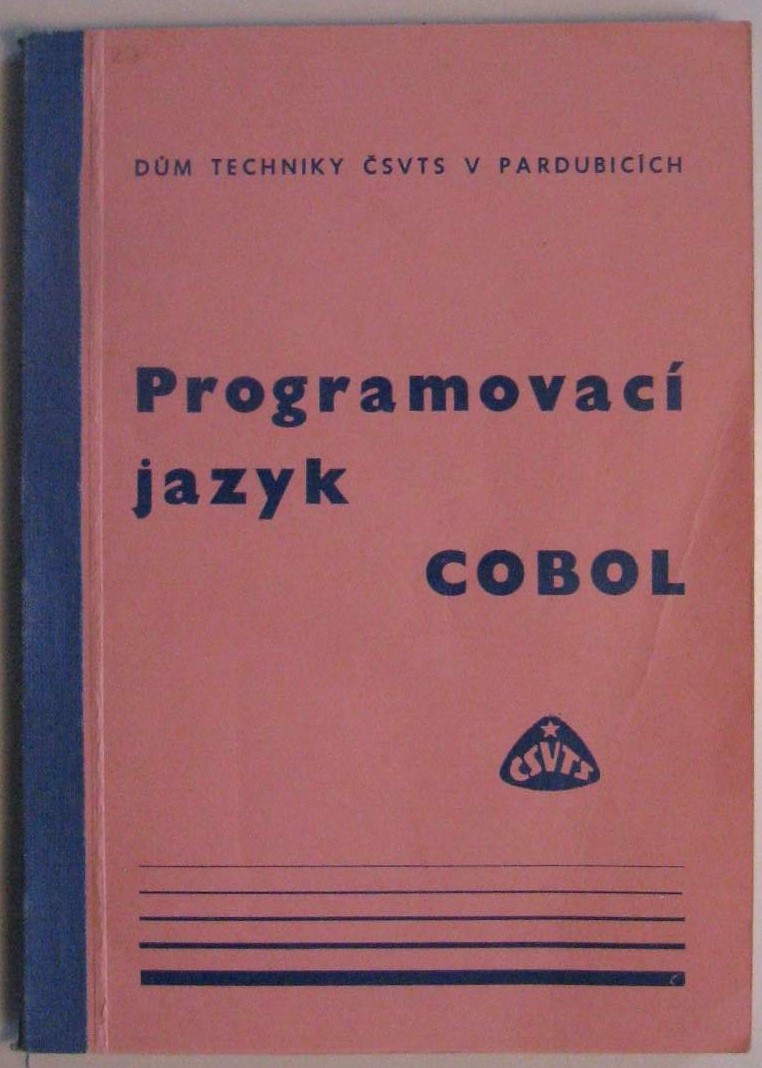 DŮM TECHNIKY ČSVTS V PARDUBICÍCH
Programovací
jazyk
COBOL
ČSVTS